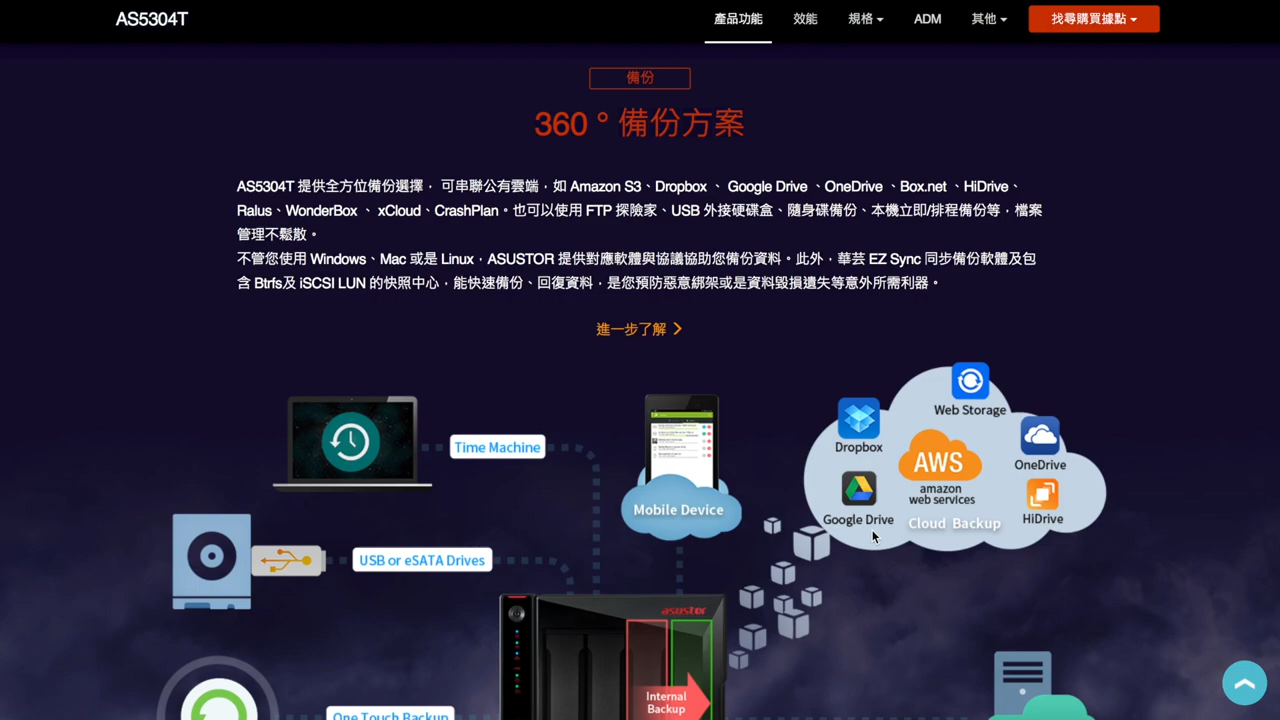 AS5304T
產品功能
效能
規格
ADM
其他
找尋購買據點
備份
360 ° 備份方案
AS5304T 提供全方位備份選擇， 可串聯公有雲端，如 Amazon S3、Dropbox 、 Google Drive 、OneDrive 、Box.net 、HiDrive、
Ralus、WonderBox 、 xCloud、CrashPlan。也可以使用 FTP 探險家、USB 外接硬碟盒、隨身碟備份、本機立即/排程備份等，檔案
管理不鬆散。
不管您使用 Windows、Mac 或是 Linux，ASUSTOR 提供對應軟體與協議協助您備份資料。此外，華芸 EZ Sync 同步備份軟體及包
含 Btrfs及 iSCSI LUN 的快照中心，能快速備份、回復資料，是您預防惡意綁架或是資料毀損遺失等意外所需利器。
進一步了解
Web Storage
Dropbox
Time Machine
AWS
OneDrive
amazon
web services
Mobile Device
Google Drive
HiDrive
Cloud Backup
USB or eSATA Drives
asustor
Internal
Backup
One Touch Backup